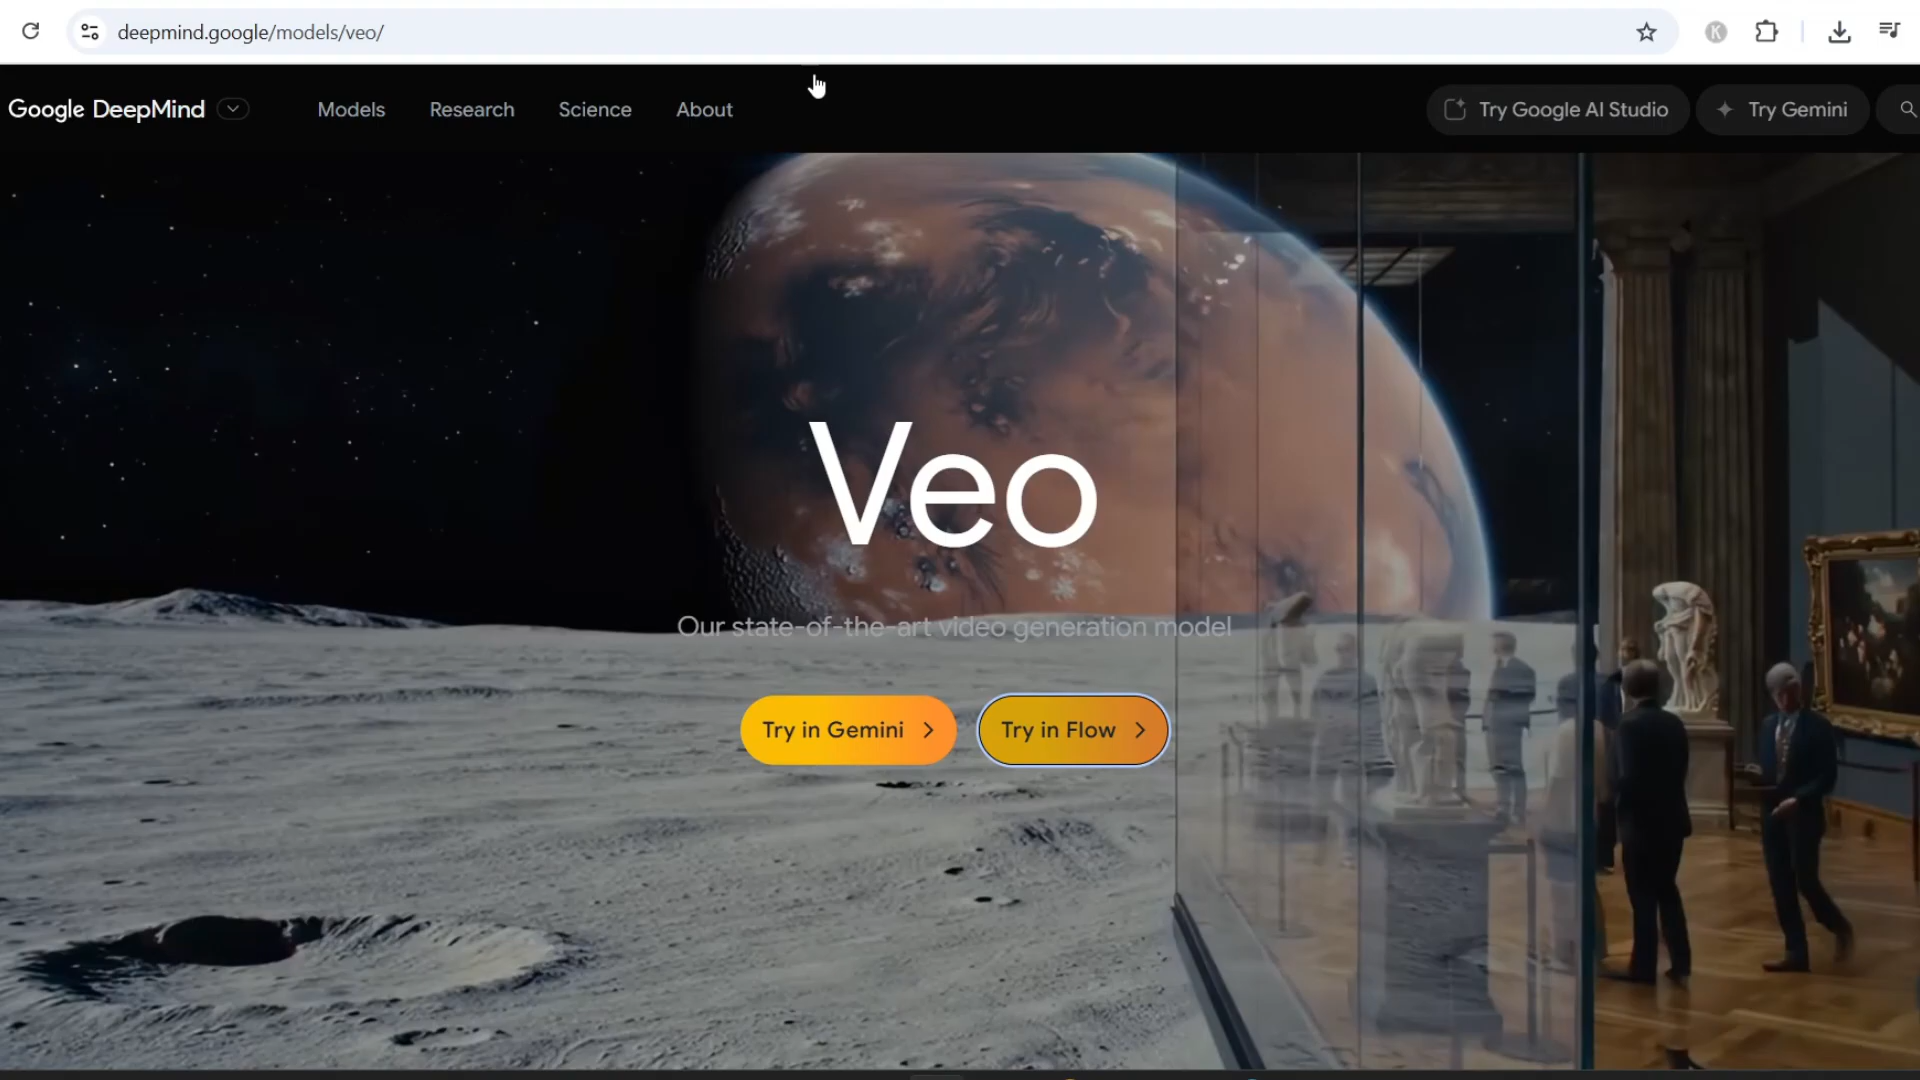 deepmind.google/models/veo/
K
Google DeepMind
Models
Research
Science
About
Try Google AI Studio
Try Gemini
Veo
Our state-of-the-art video generation model
Try in Gemini
Try in Flow